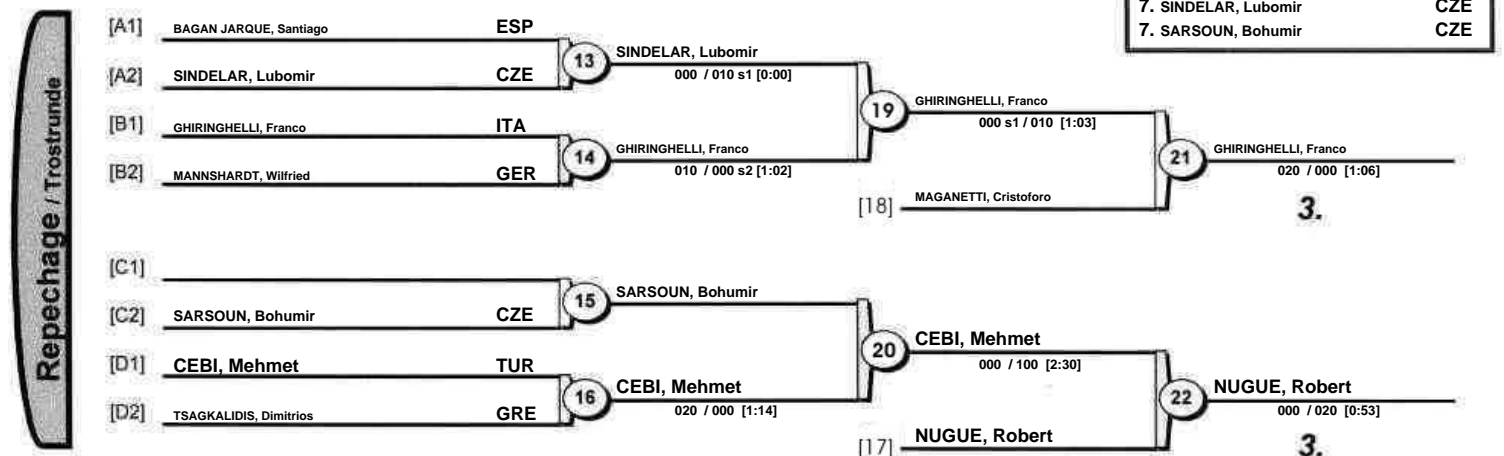 7. SINDELAR, Lubomir CZE
7. SARSOUN, Bohumir CZE
Repechage / Trostrunde
[A1] BAGAN JARQUE, Santiago ESP
13 SINDELAR, Lubomir
000 / 010 s1 [0:00]
[A2] SINDELAR, Lubomir CZE
19 GHIRINGHELLI, Franco
000 s1 / 010 [1:03]
[B1] GHIRINGHELLI, Franco ITA
14 GHIRINGHELLI, Franco
010 / 000 s2 [1:02]
[B2] MANNSHARDT, Wilfried GER
21 GHIRINGHELLI, Franco
020 / 000 [1:06]
[18] MAGANETTI, Cristoforo
3.
[C1]
15 SARSOUN, Bohumir
[C2] SARSOUN, Bohumir CZE
20 CEBI, Mehmet
000 / 100 [2:30]
[D1] CEBI, Mehmet TUR
16 CEBI, Mehmet
020 / 000 [1:14]
[D2] TSAGKALIDIS, Dimitrios GRE
22 NUGUE, Robert
000 / 020 [0:53]
[17] NUGUE, Robert
3.